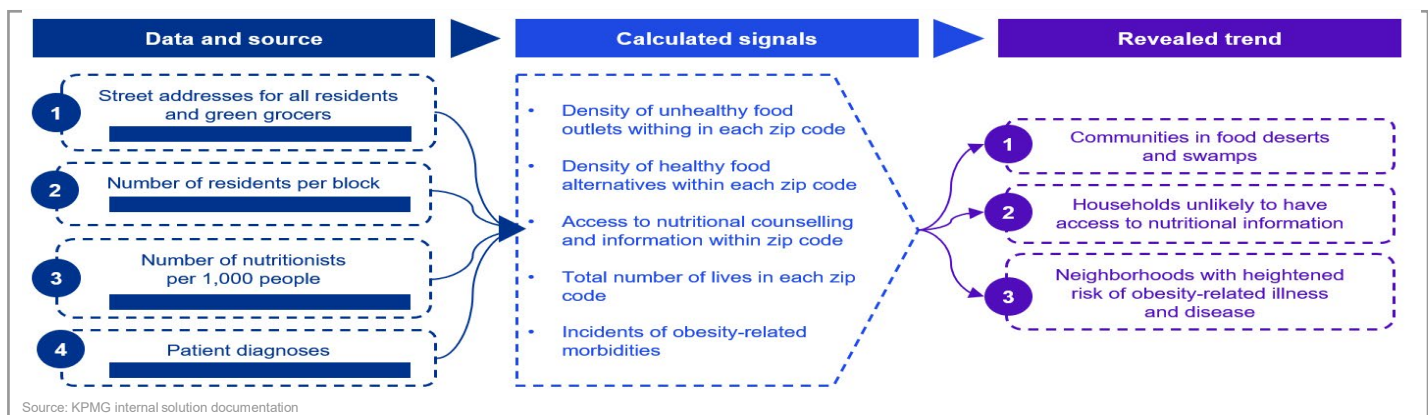 Data and source
Calculated signals
Revealed trend
1
Street addresses for all residents
and green grocers
2
Number of residents per block
3
Number of nutritionists
per 1,000 people
4
Patient diagnoses
• Density of unhealthy food
outlets withing in each zip code
• Density of healthy food
alternatives within each zip code
• Access to nutritional counselling
and information within zip code
• Total number of lives in each zip
code
• Incidents of obesity-related
morbidities
1
Communities in food deserts
and swamps
2
Households unlikely to have
access to nutritional information
3
Neighborhoods with heightened
risk of obesity-related illness
and disease
Source: KPMG internal solution documentation